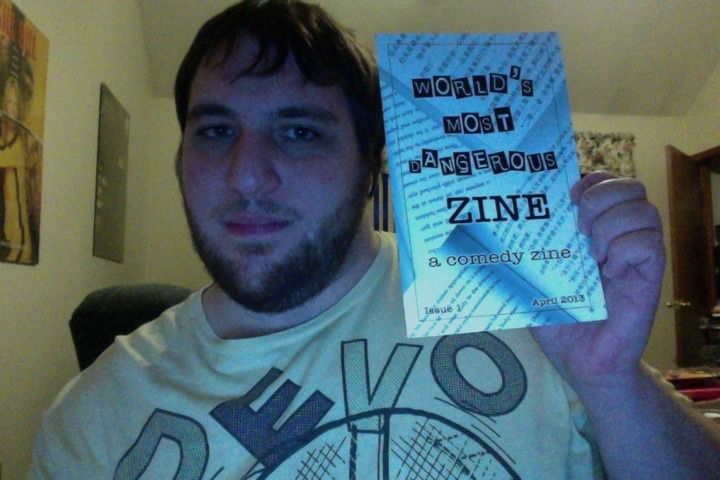 WORLD'S
MOST
DANGEROUS
ZINE
a comedy zine
Issue 1
April 2013
DEVO